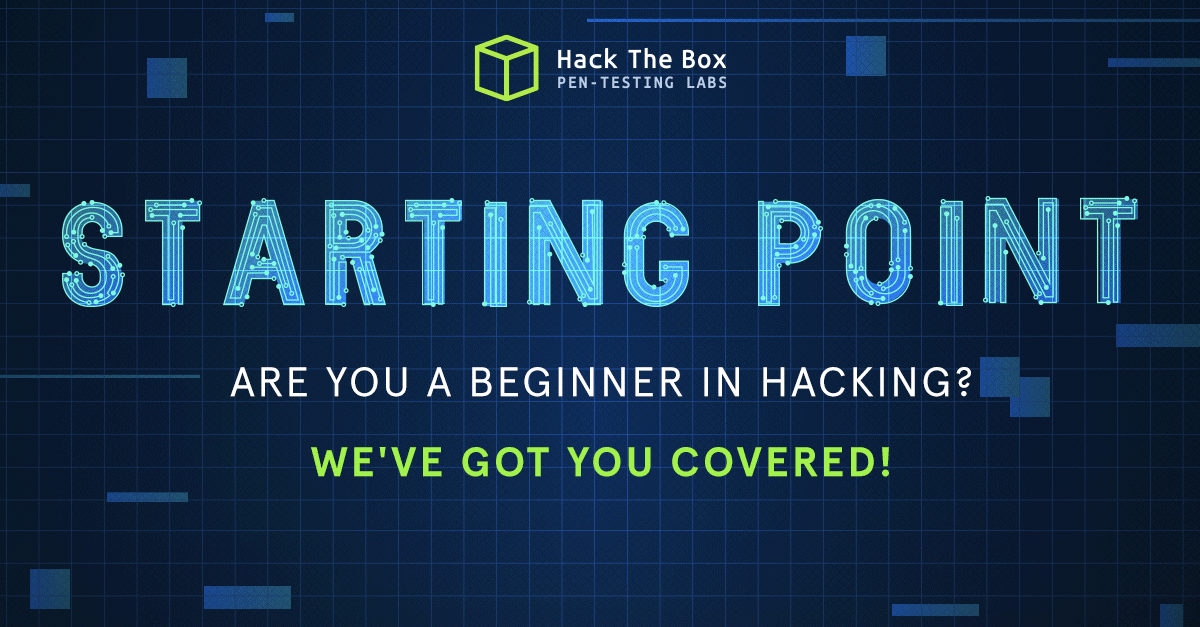 Hack The Box
PEN-TESTING LABS
STARTING POINT
ARE YOU A BEGINNER IN HACKING?
WE'VE GOT YOU COVERED!